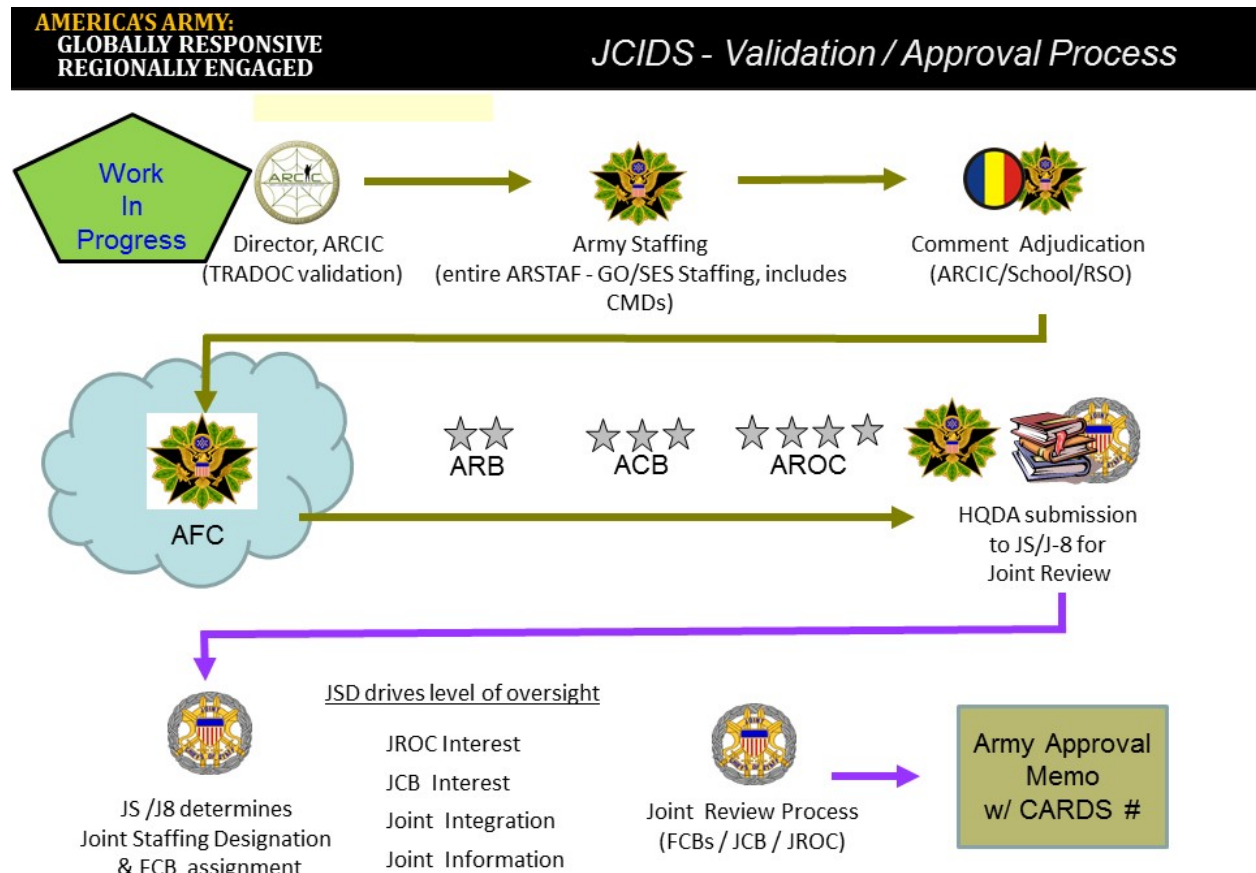 AMERICA'S ARMY:
GLOBALLY RESPONSIVE
REGIONALLY ENGAGED
JCIDS - Validation / Approval Process
Work
In
Progress
ARCIC
Director, ARCIC
(TRADOC validation)
Army Staffing
(entire ARSTAF - GO/SES Staffing, includes
CMDs)
Comment Adjudication
(ARCIC/School/RSO)
AFC
ARB
ACB
AROC
HQDA submission
to JS/J-8 for
Joint Review
JS /J8 determines
Joint Staffing Designation
& FCB assignment
JSD drives level of oversight
JROC Interest
JCB Interest
Joint Integration
Joint Information
Joint Review Process
(FCBs / JCB / JROC)
Army Approval
Memo
w/ CARDS #